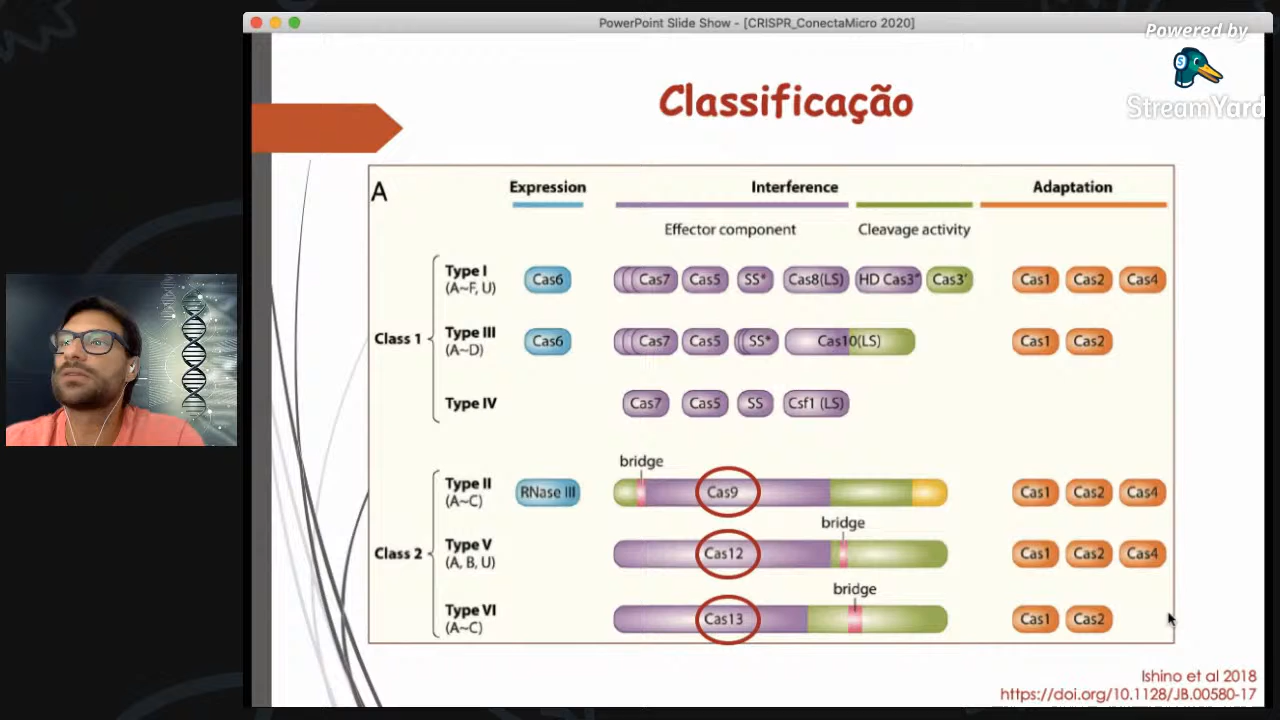 PowerPoint Slide Show - [CRISPR_ConectaMicro 2020]
Powered by
S
StreamYard
Classificação
A
Expression Interference Adaptation
Effector component Cleavage activity
Class 1
Type I
(A~F, U)
Cas6 Cas7 Cas5 SS* Cas8(LS) HD Cas3" Cas3' Cas1 Cas2 Cas4
Type III
(A~D)
Cas6 Cas7 Cas5 SS* Cas10(LS) Cas1 Cas2
Type IV
Cas7 Cas5 SS Csf1 (LS)
Class 2
bridge
Type II
(A~C)
RNase III Cas9 Cas1 Cas2 Cas4
bridge
Type V
(A, B, U)
Cas12 Cas1 Cas2 Cas4
bridge
Type VI
(A~C)
Cas13 Cas1 Cas2
Ishino et al 2018
https://doi.org/10.1128/JB.00580-17